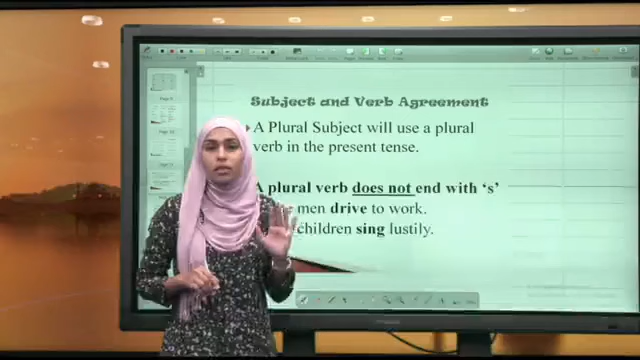 Subject and Verb Agreement
A Plural Subject will use a plural
verb in the present tense.
A plural verb does not end with ‘s’
men drive to work.
children sing lustily.